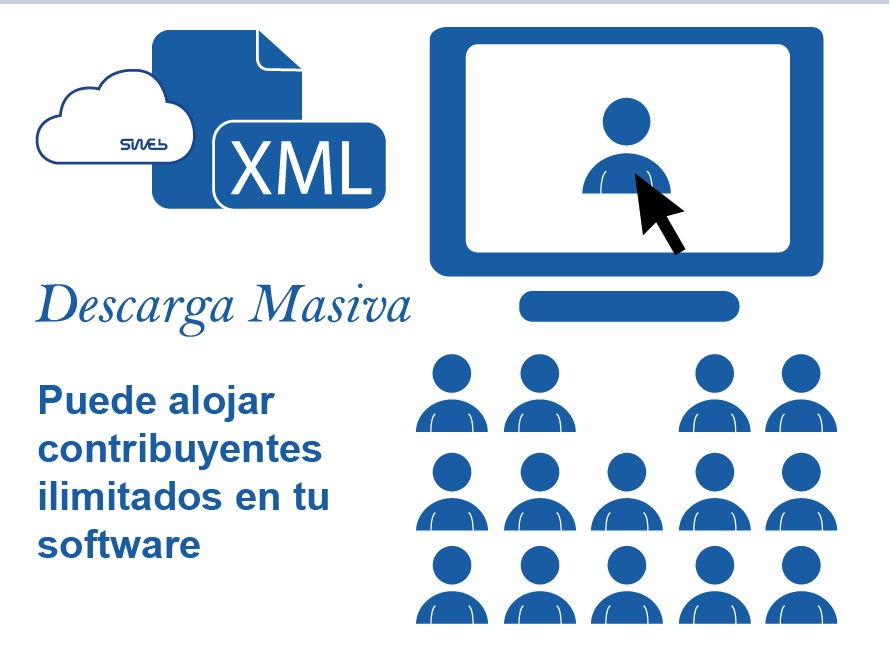 SWEb
XML
Descarga Masiva
Puede alojar
contribuyentes
ilimitados en tu
software